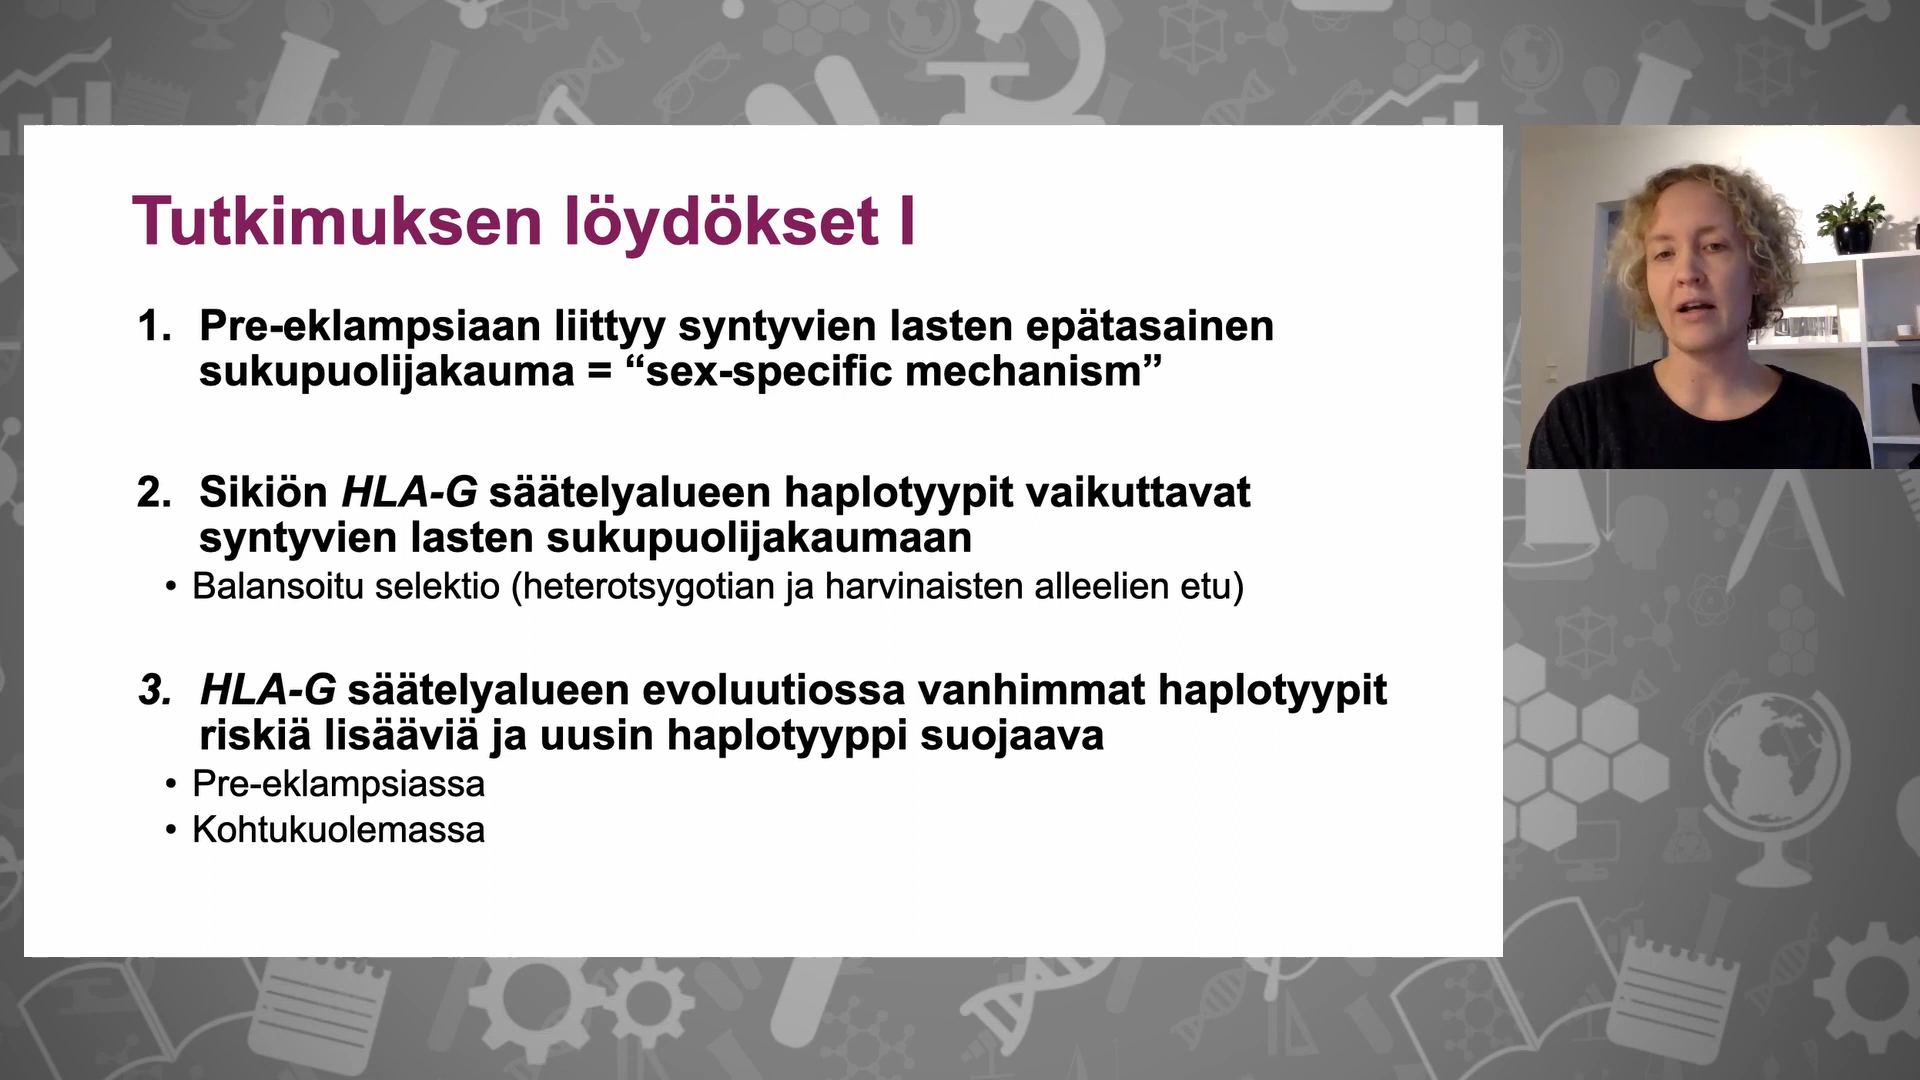 Tutkimuksen löydökset I
1. Pre-eklampsiaan liittyy syntyvien lasten epätasainen
sukupuolijakauma = “sex-specific mechanism”
2. Sikiön HLA-G säätelyalueen haplotyypit vaikuttavat
syntyvien lasten sukupuolijakaumaan
• Balansoitu selektio (heterotsygotian ja harvinaisten alleelien etu)
3. HLA-G säätelyalueen evoluutiossa vanhimmat haplotyypit
riskiä lisääviä ja uusin haplotyyppi suojaava
• Pre-eklampsiassa
• Kohtukuolemassa